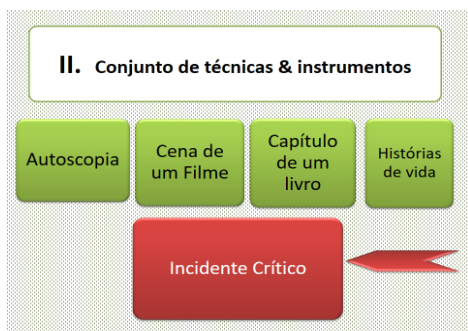 II. Conjunto de técnicas & instrumentos
Autoscopia
Cena de
um Filme
Capítulo
de um
livro
Histórias
de vida
Incidente Crítico